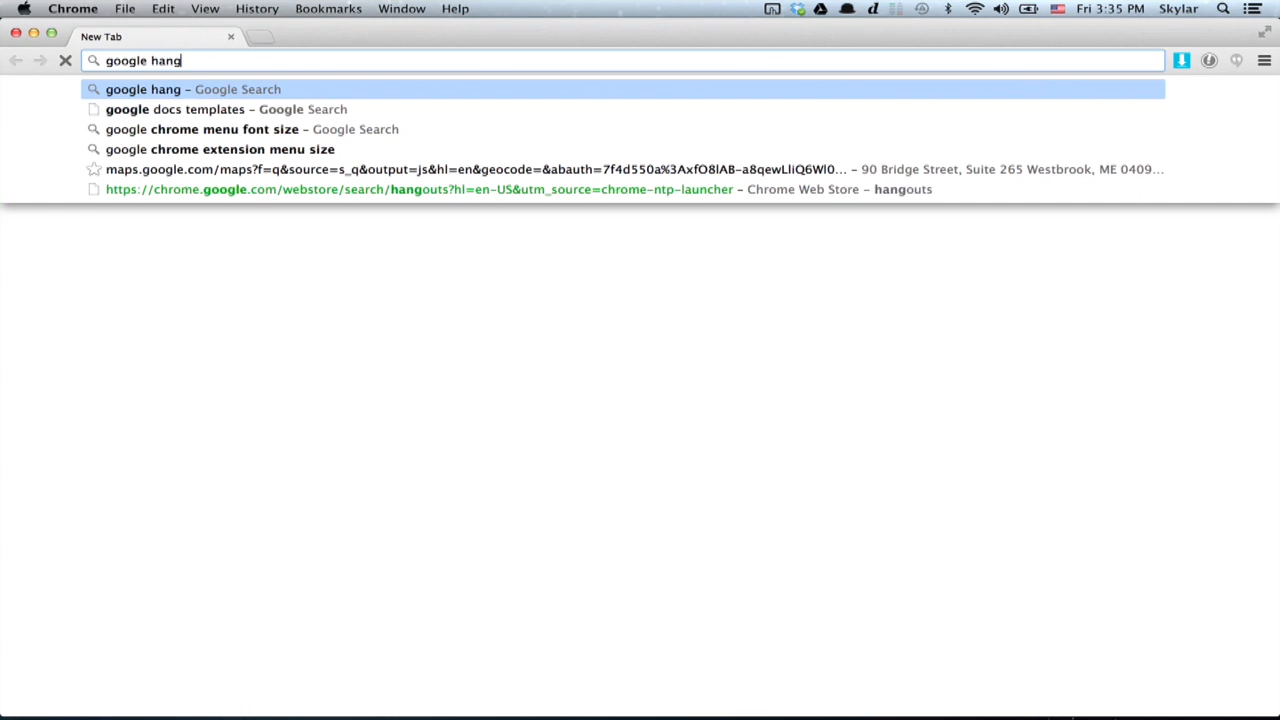 Chrome File Edit View History Bookmarks Window Help Fri 3:35 PM Skylar
New Tab
google hang
google hang – Google Search
google docs templates – Google Search
google chrome menu font size – Google Search
google chrome extension menu size
maps.google.com/maps?f=q&source=s_q&output=js&hl=en&geocode=&abauth=7f4d550a%3AxfO8lAB-a8qewLIiQ6Wl0... – 90 Bridge Street, Suite 265 Westbrook, ME 0409...
https://chrome.google.com/webstore/search/hangouts?hl=en-US&utm_source=chrome-ntp-launcher – Chrome Web Store – hangouts